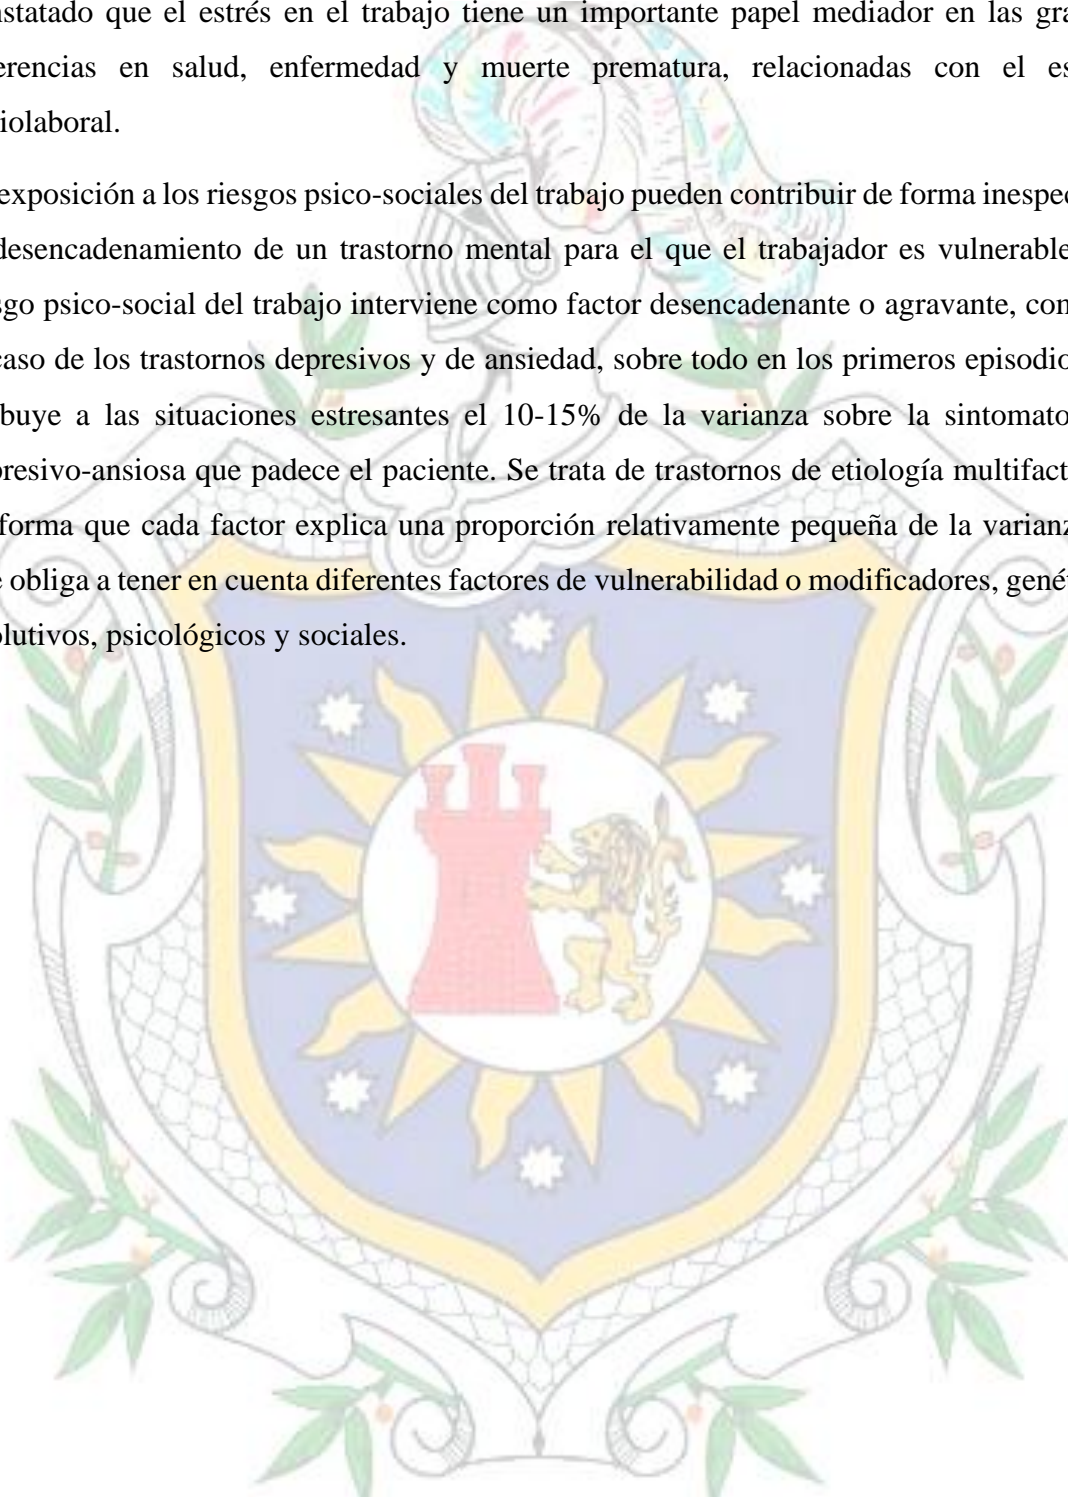 nstatado que el estrés en el trabajo tiene un importante papel mediador en las gra
erencias en salud, enfermedad y muerte prematura, relacionadas con el es
iolaboral.
exposición a los riesgos psico-sociales del trabajo pueden contribuir de forma inespec
desencadenamiento de un trastorno mental para el que el trabajador es vulnerable
sgo psico-social del trabajo interviene como factor desencadenante o agravante, con
caso de los trastornos depresivos y de ansiedad, sobre todo en los primeros episodio
ibuye a las situaciones estresantes el 10-15% de la varianza sobre la sintomato
presivo-ansiosa que padece el paciente. Se trata de trastornos de etiología multifact
forma que cada factor explica una proporción relativamente pequeña de la varianz
e obliga a tener en cuenta diferentes factores de vulnerabilidad o modificadores, gené
olutivos, psicológicos y sociales.